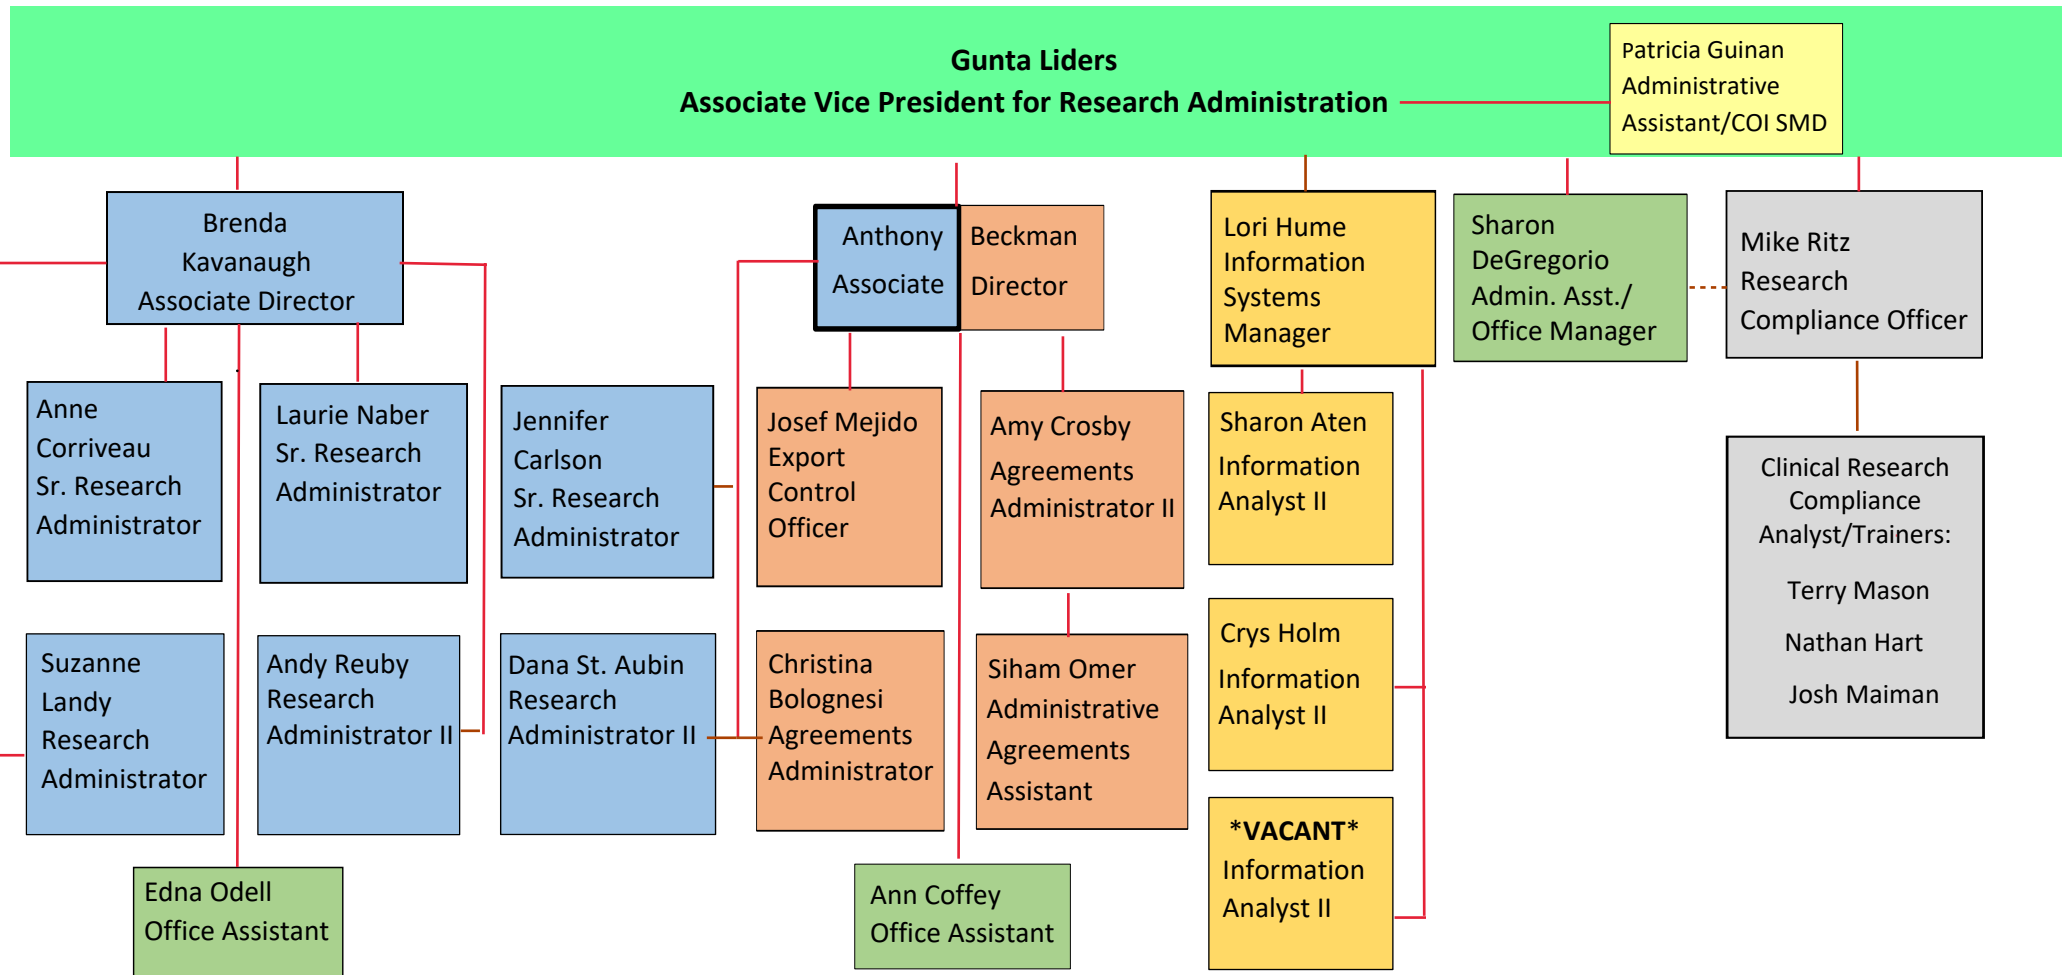 Gunta Liders
Associate Vice President for Research Administration
Patricia Guinan
Administrative
Assistant/COI SMD
Brenda
Kavanaugh
Associate Director
Anthony
Associate
Beckman
Director
Lori Hume
Information
Systems
Manager
Sharon
DeGregorio
Admin. Asst./
Office Manager
Mike Ritz
Research
Compliance Officer
Anne
Corriveau
Sr. Research
Administrator
Laurie Naber
Sr. Research
Administrator
Jennifer
Carlson
Sr. Research
Administrator
Josef Mejido
Export
Control
Officer
Amy Crosby
Agreements
Administrator II
Sharon Aten
Information
Analyst II
Clinical Research
Compliance
Analyst/Trainers:
Terry Mason
Nathan Hart
Josh Maiman
Suzanne
Landy
Research
Administrator
Andy Reuby
Research
Administrator II
Dana St. Aubin
Research
Administrator II
Christina
Bolognesi
Agreements
Administrator
Siham Omer
Administrative
Agreements
Assistant
Crys Holm
Information
Analyst II
*VACANT*
Information
Analyst II
Edna Odell
Office Assistant
Ann Coffey
Office Assistant